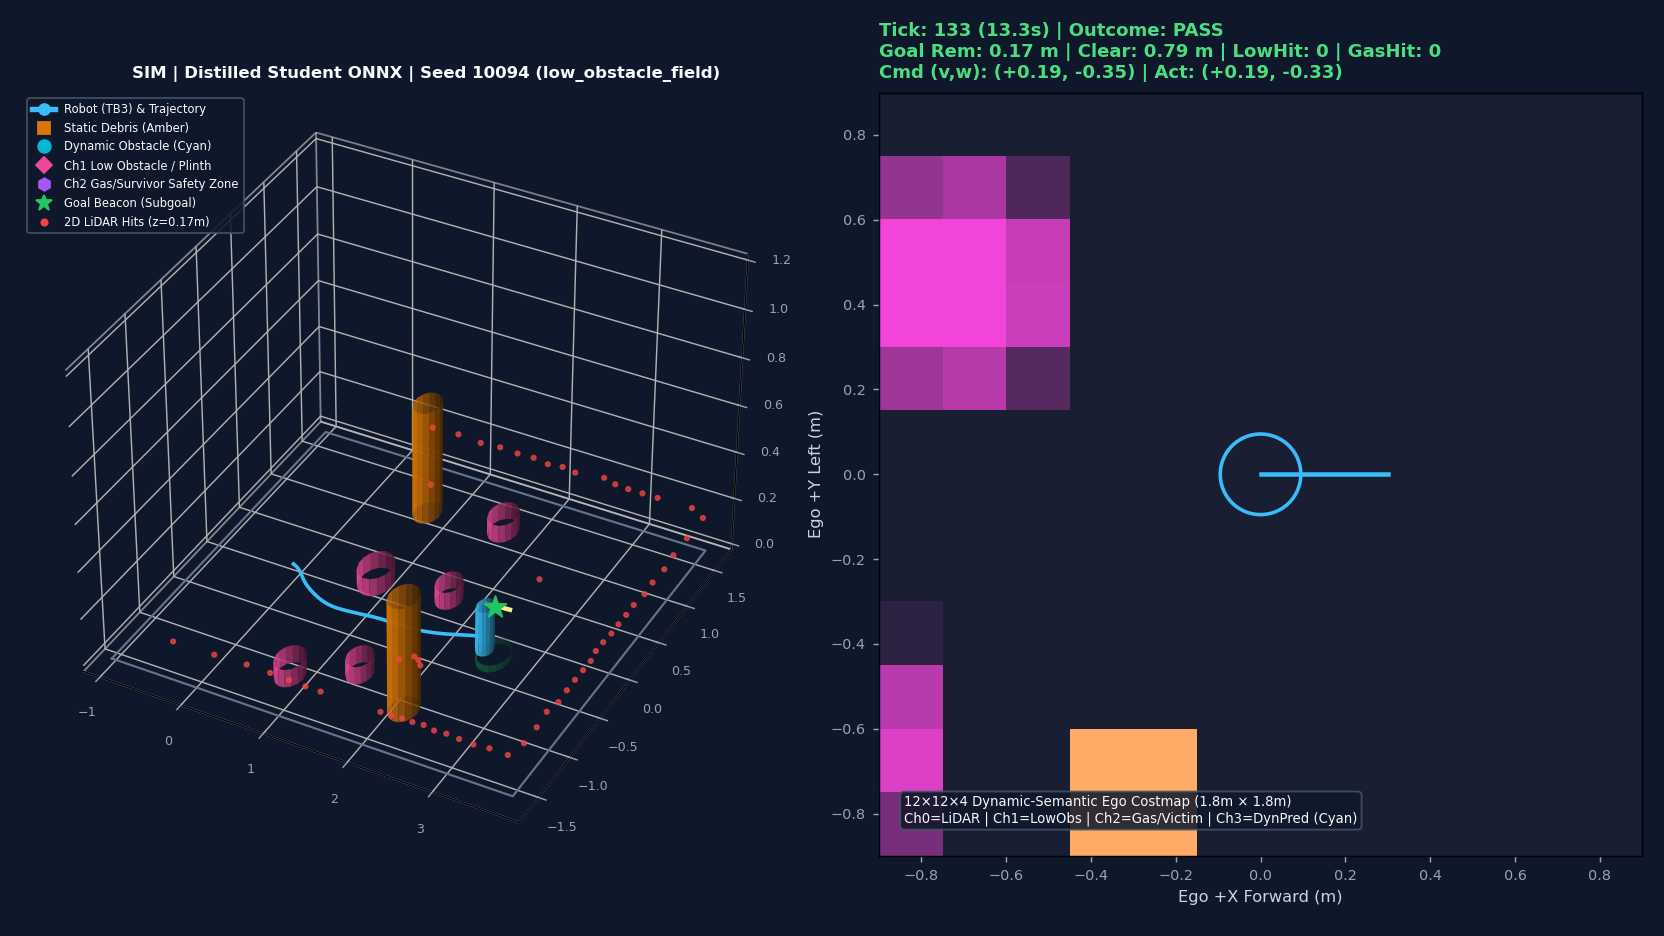 Tick: 133 (13.3s) | Outcome: PASS
Goal Rem: 0.17 m | Clear: 0.79 m | LowHit: 0 | GasHit: 0
Cmd (v,w): (+0.19, -0.35) | Act: (+0.19, -0.33)
SIM | Distilled Student ONNX | Seed 10094 (low_obstacle_field)
Robot (TB3) & Trajectory
Static Debris (Amber)
Dynamic Obstacle (Cyan)
Ch1 Low Obstacle / Plinth
Ch2 Gas/Survivor Safety Zone
Goal Beacon (Subgoal)
2D LiDAR Hits (z=0.17m)
1.2
1.0
0.8
0.6
0.4
0.2
0.0
1.5
1.0
0.5
0.0
−0.5
−1.0
−1.5
−1
0
1
2
3
Ego +Y Left (m)
0.8
0.6
0.4
0.2
0.0
−0.2
−0.4
−0.6
−0.8
12×12×4 Dynamic-Semantic Ego Costmap (1.8m × 1.8m)
Ch0=LiDAR | Ch1=LowObs | Ch2=Gas/Victim | Ch3=DynPred (Cyan)
−0.8
−0.6
−0.4
−0.2
0.0
0.2
0.4
0.6
0.8
Ego +X Forward (m)